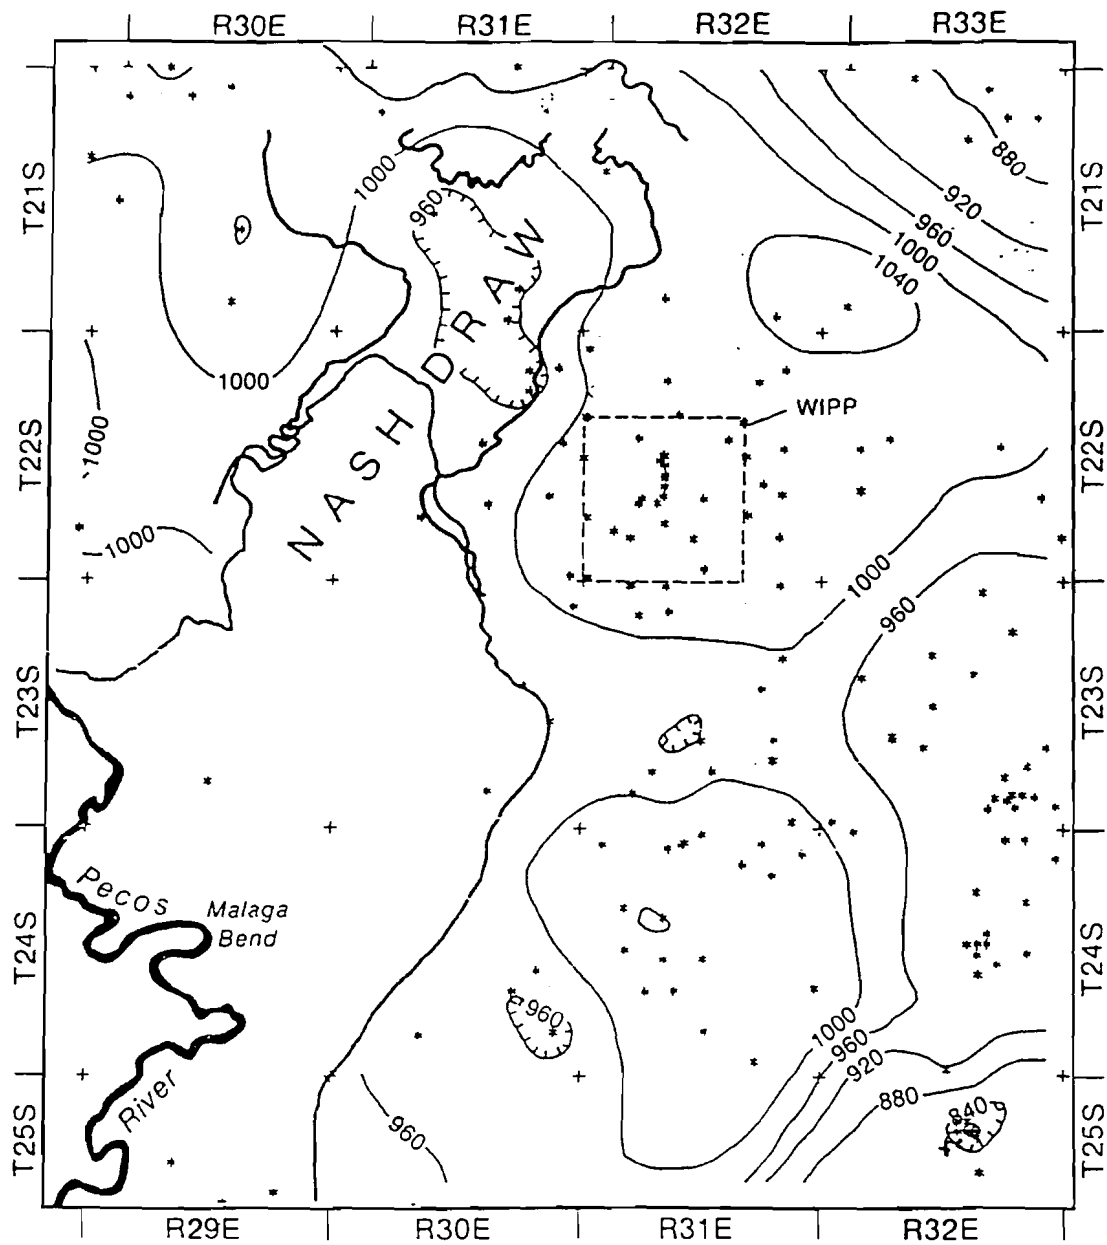 R30E R31E R32E R33E
880
T21S T21S
1000
960
920
960
1000
1040
NASH DRAW
1000
WIPP
1000
T22S T22S
1000
1000
960
T23S T23S
Pecos
Malaga
Bend
T24S T24S
960
1000
960
920
880
840
River
960
T25S T25S
R29E R30E R31E R32E